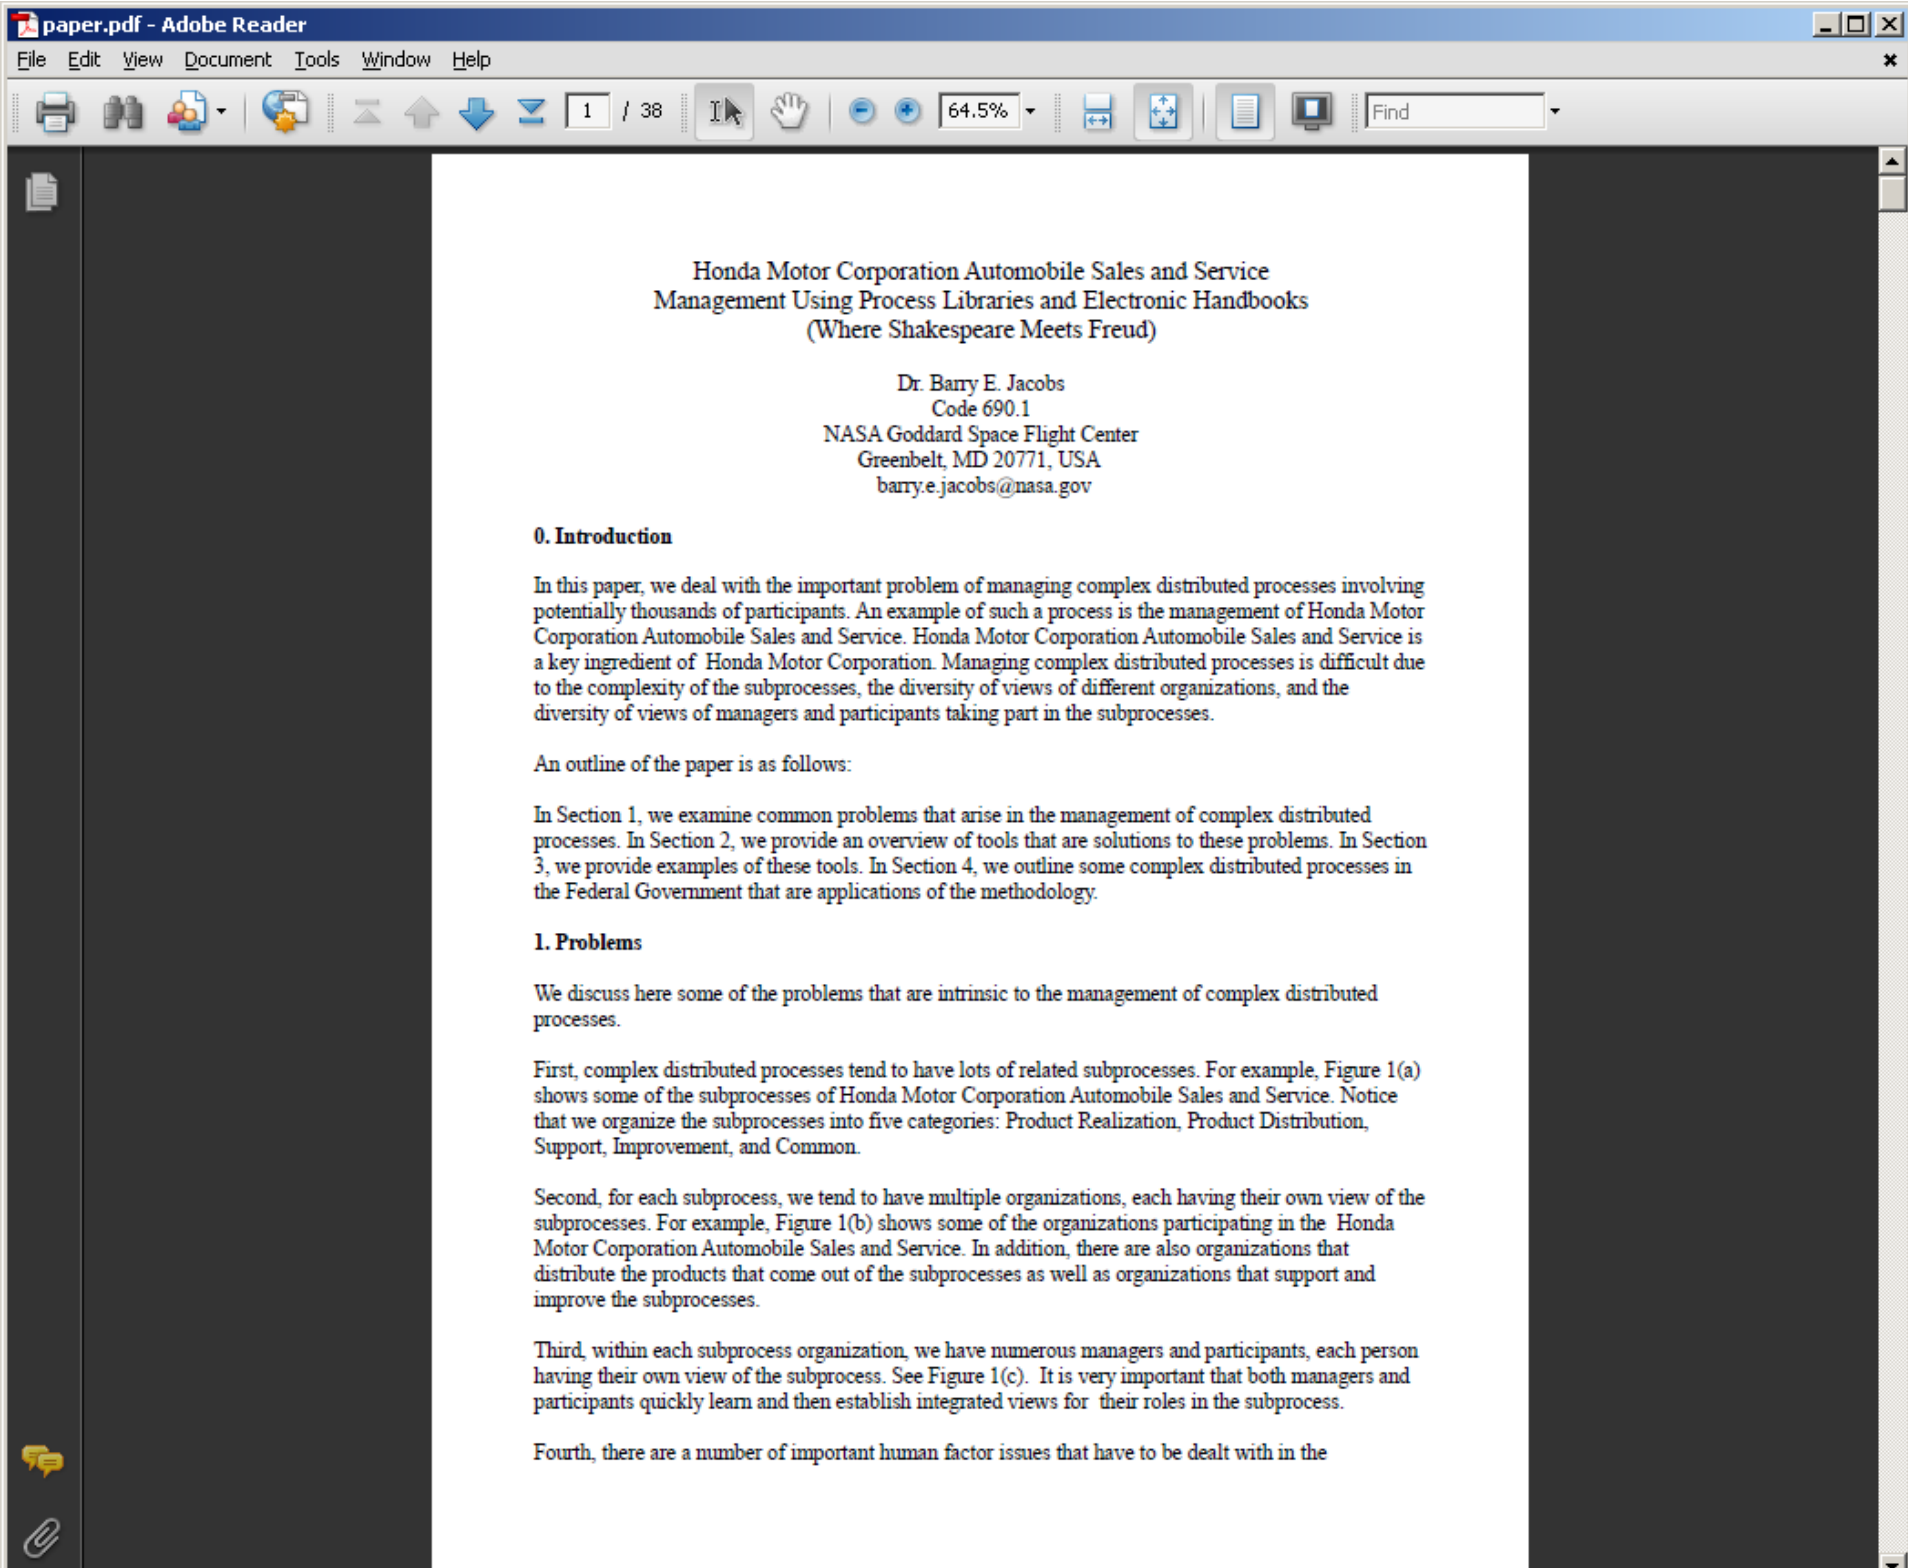 paper.pdf - Adobe Reader
File Edit View Document Tools Window Help
1 / 38 64.5% Find
Honda Motor Corporation Automobile Sales and Service
Management Using Process Libraries and Electronic Handbooks
(Where Shakespeare Meets Freud)
Dr. Barry E. Jacobs
Code 690.1
NASA Goddard Space Flight Center
Greenbelt, MD 20771, USA
barry.e.jacobs@nasa.gov
0. Introduction
In this paper, we deal with the important problem of managing complex distributed processes involving
potentially thousands of participants. An example of such a process is the management of Honda Motor
Corporation Automobile Sales and Service. Honda Motor Corporation Automobile Sales and Service is
a key ingredient of  Honda Motor Corporation. Managing complex distributed processes is difficult due
to the complexity of the subprocesses, the diversity of views of different organizations, and the
diversity of views of managers and participants taking part in the subprocesses.
An outline of the paper is as follows:
In Section 1, we examine common problems that arise in the management of complex distributed
processes. In Section 2, we provide an overview of tools that are solutions to these problems. In Section
3, we provide examples of these tools. In Section 4, we outline some complex distributed processes in
the Federal Government that are applications of the methodology.
1. Problems
We discuss here some of the problems that are intrinsic to the management of complex distributed
processes.
First, complex distributed processes tend to have lots of related subprocesses. For example, Figure 1(a)
shows some of the subprocesses of Honda Motor Corporation Automobile Sales and Service. Notice
that we organize the subprocesses into five categories: Product Realization, Product Distribution,
Support, Improvement, and Common.
Second, for each subprocess, we tend to have multiple organizations, each having their own view of the
subprocesses. For example, Figure 1(b) shows some of the organizations participating in the  Honda
Motor Corporation Automobile Sales and Service. In addition, there are also organizations that
distribute the products that come out of the subprocesses as well as organizations that support and
improve the subprocesses.
Third, within each subprocess organization, we have numerous managers and participants, each person
having their own view of the subprocess. See Figure 1(c).  It is very important that both managers and
participants quickly learn and then establish integrated views for  their roles in the subprocess.
Fourth, there are a number of important human factor issues that have to be dealt with in the